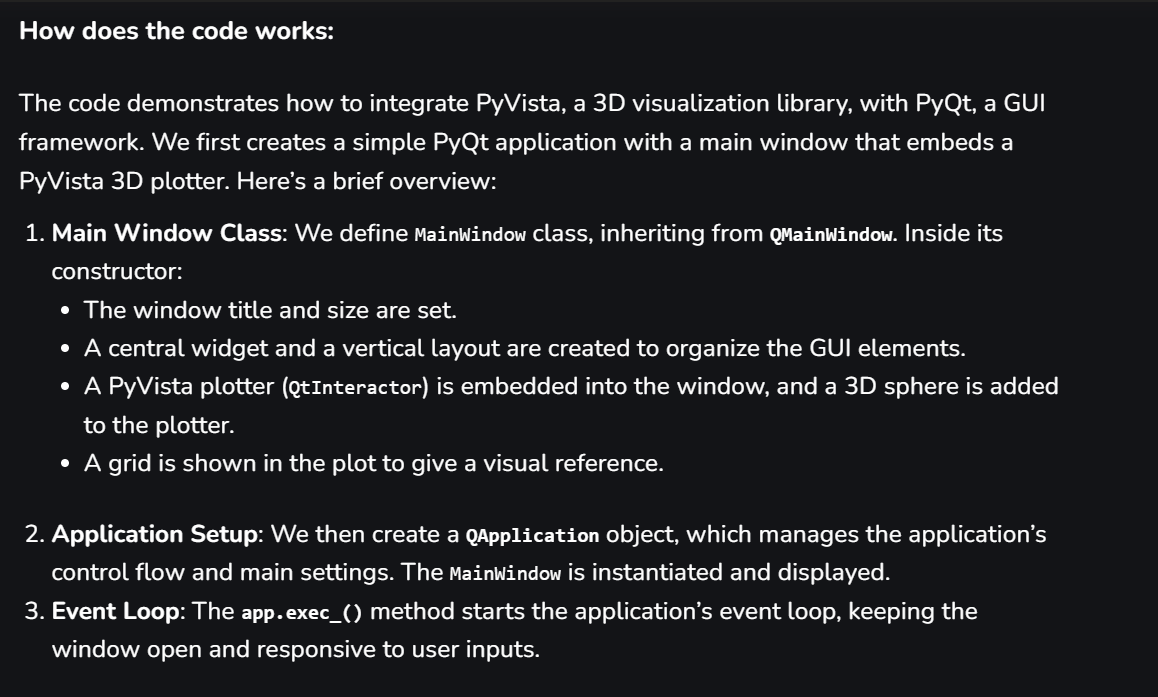 How does the code works:
The code demonstrates how to integrate PyVista, a 3D visualization library, with PyQt, a GUI
framework. We first creates a simple PyQt application with a main window that embeds a
PyVista 3D plotter. Here’s a brief overview:
1. Main Window Class: We define MainWindow class, inheriting from QMainWindow. Inside its
constructor:
• The window title and size are set.
• A central widget and a vertical layout are created to organize the GUI elements.
• A PyVista plotter (QtInteractor) is embedded into the window, and a 3D sphere is added
to the plotter.
• A grid is shown in the plot to give a visual reference.
2. Application Setup: We then create a QApplication object, which manages the application’s
control flow and main settings. The MainWindow is instantiated and displayed.
3. Event Loop: The app.exec_() method starts the application’s event loop, keeping the
window open and responsive to user inputs.